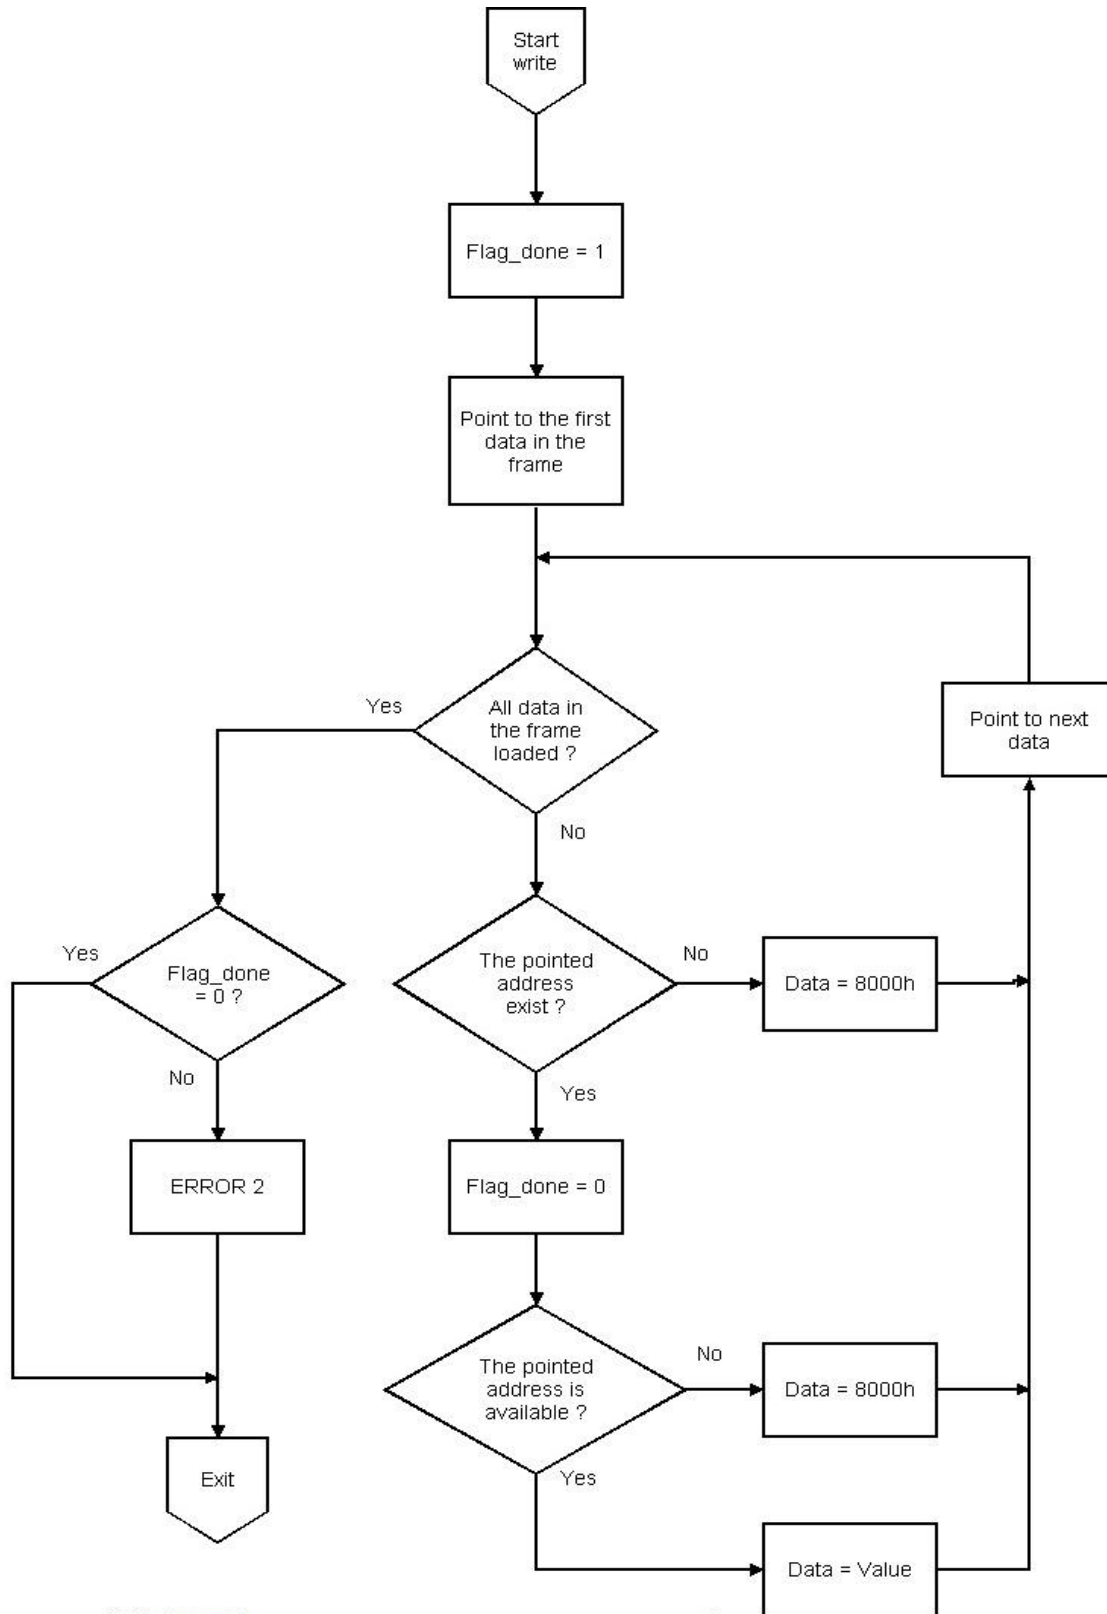 Start
write
Flag_done = 1
Point to the first
data in the
frame
Yes
All data in
the frame
loaded ?
Point to next
data
No
Yes
Flag_done
= 0 ?
The pointed
address
exist ?
No
Data = 8000h
No
Yes
ERROR 2
Flag_done = 0
The pointed
address is
available ?
No
Data = 8000h
Exit
Yes
Data = Value